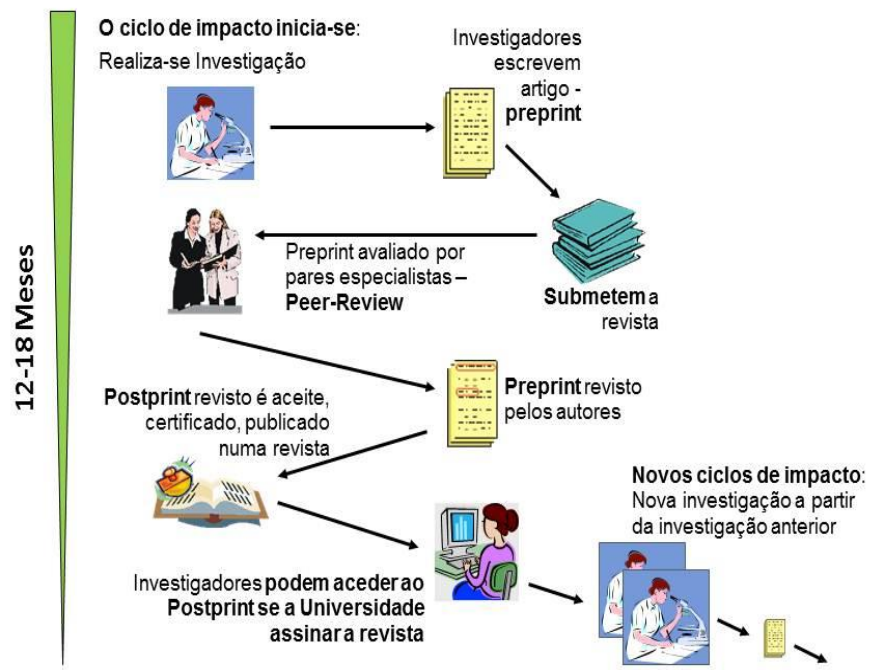 O ciclo de impacto inicia-se:
Realiza-se Investigação
Investigadores
escrevem
artigo -
preprint
Submetem a
revista
Preprint avaliado por
pares especialistas –
Peer-Review
Preprint revisto
pelos autores
Postprint revisto é aceite,
certificado, publicado
numa revista
Investigadores podem aceder ao
Postprint se a Universidade
assinar a revista
Novos ciclos de impacto:
Nova investigação a partir
da investigação anterior
12-18 Meses